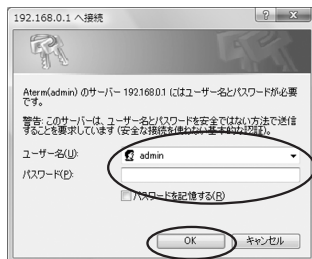 192.168.0.1 へ接続
Aterm(admin) のサーバー 192.168.0.1 にはユーザー名とパスワードが必要
です。
警告: このサーバーは、ユーザー名とパスワードを安全ではない方法で送信
することを要求しています (安全な接続を使わない基本的な認証)。
ユーザー名(U):
admin
パスワード(P):
パスワードを記憶する(R)
OK
キャンセル